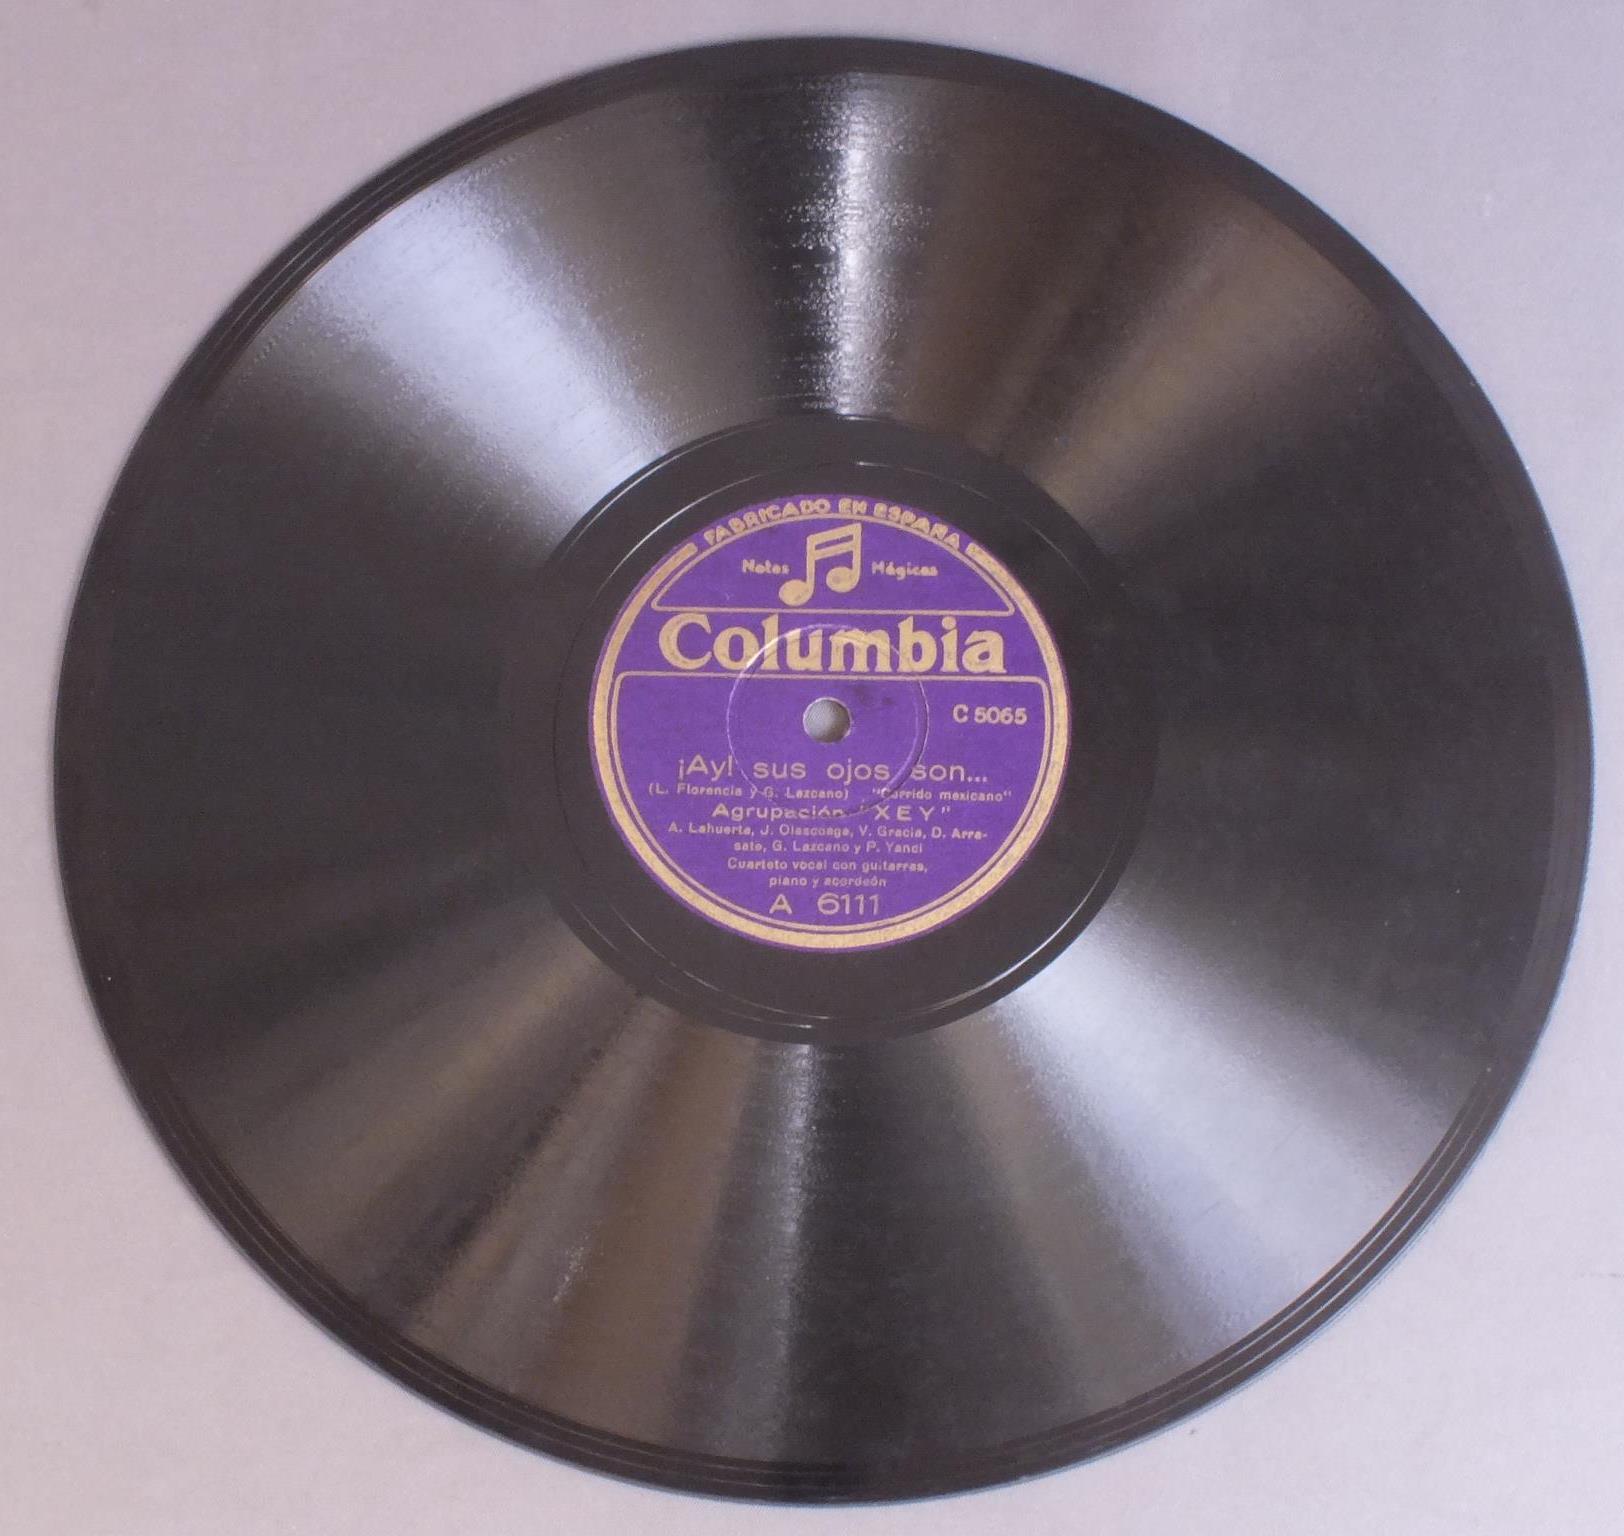 FABRICADO EN ESPAÑA
Notas Mágicas
Columbia
C 5065
¡Ay! sus ojos son...
(L. Florencia y G. Lazcano) "Corrido mexicano"
Agrupación "XEY"
A. Lahuerta, J. Olascoaga, V. Gracia, D. Arra-
sate, G. Lazcano y P. Yanci
Cuarteto vocal con guitarras,
piano y acordeón
A 6111